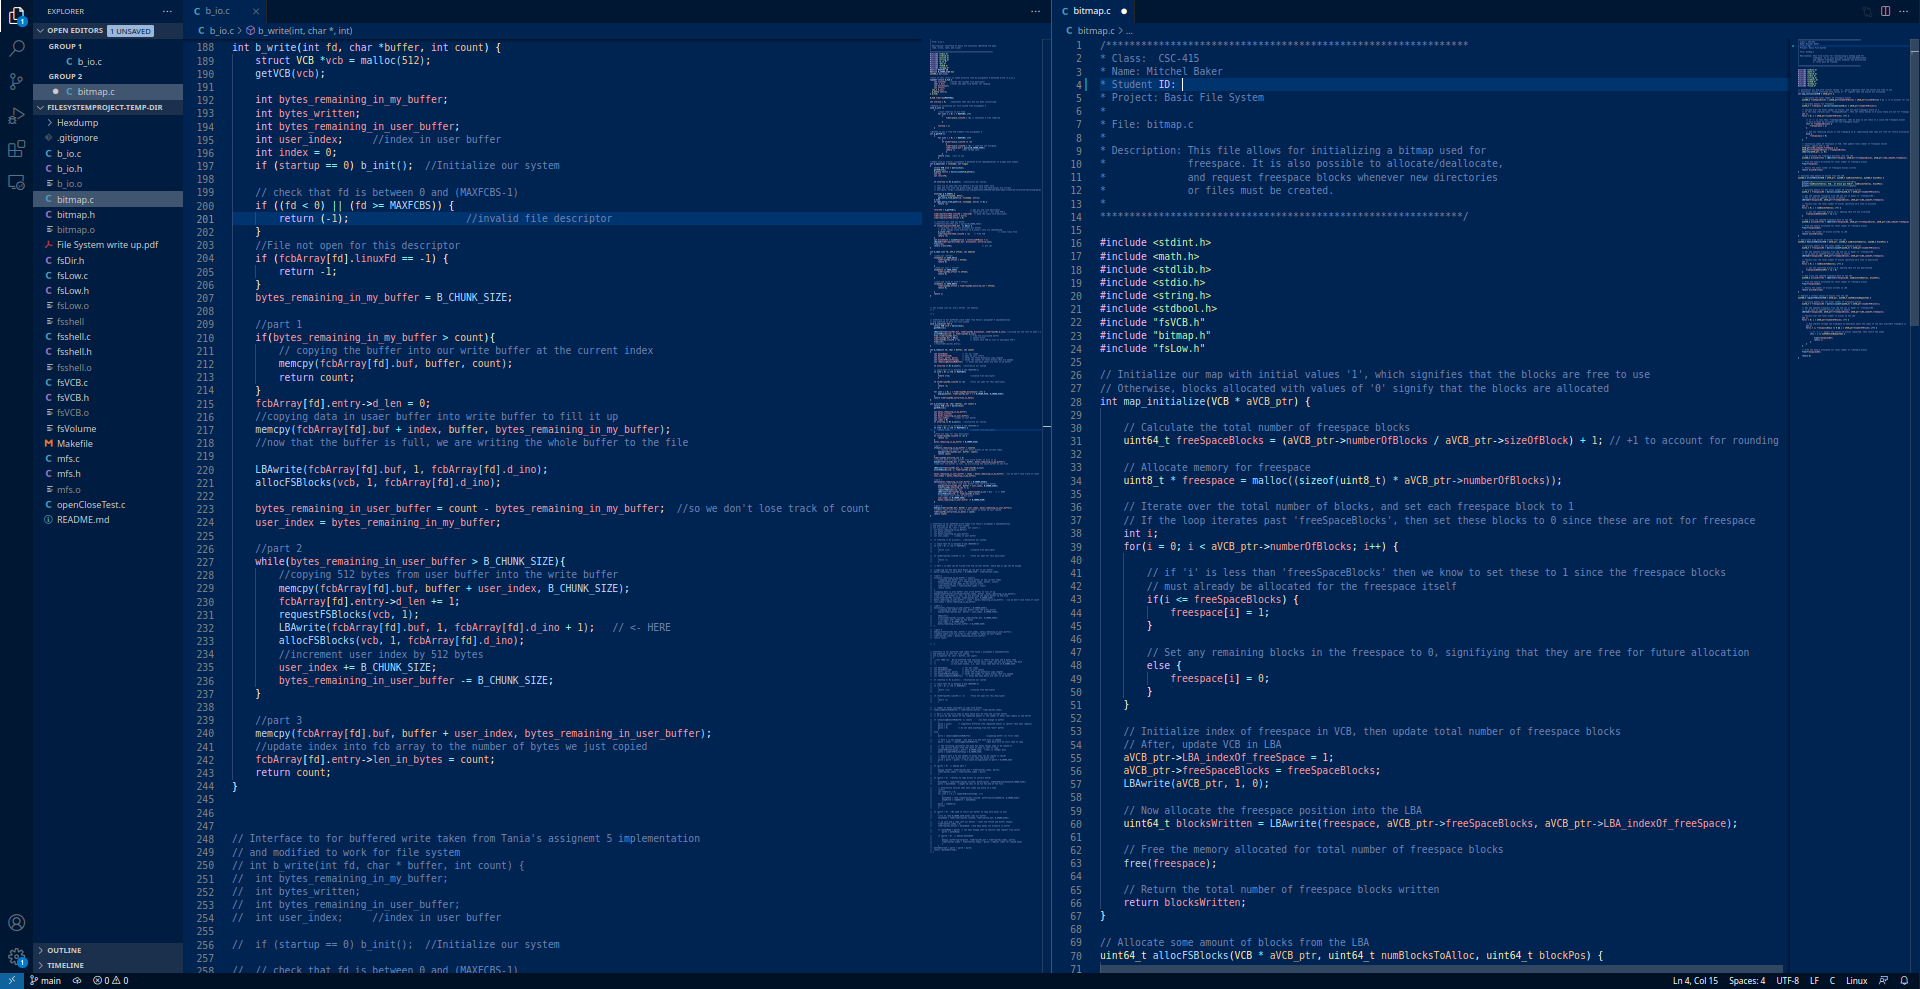 EXPLORER
OPEN EDITORS 1 UNSAVED
GROUP 1
b_io.c
GROUP 2
bitmap.c
FILESYSTEMPROJECT-TEMP-DIR
Hexdump
.gitignore
b_io.c
b_io.h
b_io.o
bitmap.c
bitmap.h
bitmap.o
File System write up.pdf
fsDir.h
fsLow.c
fsLow.h
fsLow.o
fsshell
fsshell.c
fsshell.h
fsshell.o
fsVCB.c
fsVCB.h
fsVCB.o
fsVolume
Makefile
mfs.c
mfs.h
mfs.o
openCloseTest.c
README.md
OUTLINE
TIMELINE
b_io.c
b_io.c > b_write(int, char *, int)
188 int b_write(int fd, char *buffer, int count) {
189 struct VCB *vcb = malloc(512);
190 getVCB(vcb);
191
192 int bytes_remaining_in_my_buffer;
193 int bytes_written;
194 int bytes_remaining_in_user_buffer;
195 int user_index; //index in user buffer
196 int index = 0;
197 if (startup == 0) b_init(); //Initialize our system
198
199 // check that fd is between 0 and (MAXFCBS-1)
200 if ((fd < 0) || (fd >= MAXFCBS)) {
201 return (-1); //invalid file descriptor
202 }
203 //File not open for this descriptor
204 if (fcbArray[fd].linuxFd == -1) {
205 return -1;
206 }
207 bytes_remaining_in_my_buffer = B_CHUNK_SIZE;
208
209 //part 1
210 if(bytes_remaining_in_my_buffer > count){
211 // copying the buffer into our write buffer at the current index
212 memcpy(fcbArray[fd].buf, buffer, count);
213 return count;
214 }
215 fcbArray[fd].entry->d_len = 0;
216 //copying data in usaer buffer into write buffer to fill it up
217 memcpy(fcbArray[fd].buf + index, buffer, bytes_remaining_in_my_buffer);
218 //now that the buffer is full, we are writing the whole buffer to the file
219
220 LBAwrite(fcbArray[fd].buf, 1, fcbArray[fd].d_ino);
221 allocFSBlocks(vcb, 1, fcbArray[fd].d_ino);
222
223 bytes_remaining_in_user_buffer = count - bytes_remaining_in_my_buffer; //so we don't lose track of count
224 user_index = bytes_remaining_in_my_buffer;
225
226 //part 2
227 while(bytes_remaining_in_user_buffer > B_CHUNK_SIZE){
228 //copying 512 bytes from user buffer into the write buffer
229 memcpy(fcbArray[fd].buf, buffer + user_index, B_CHUNK_SIZE);
230 fcbArray[fd].entry->d_len += 1;
231 requestFSBlocks(vcb, 1);
232 LBAwrite(fcbArray[fd].buf, 1, fcbArray[fd].d_ino + 1); // <- HERE
233 allocFSBlocks(vcb, 1, fcbArray[fd].d_ino);
234 //increment user index by 512 bytes
235 user_index += B_CHUNK_SIZE;
236 bytes_remaining_in_user_buffer -= B_CHUNK_SIZE;
237 }
238
239 //part 3
240 memcpy(fcbArray[fd].buf, buffer + user_index, bytes_remaining_in_user_buffer);
241 //update index into fcb array to the number of bytes we just copied
242 fcbArray[fd].entry->len_in_bytes = count;
243 return count;
244 }
245
246
247
248 // Interface to for buffered write taken from Tania's assignemt 5 implementation
249 // and modified to work for file system
250 // int b_write(int fd, char * buffer, int count) {
251 // int bytes_remaining_in_my_buffer;
252 // int bytes_written;
253 // int bytes_remaining_in_user_buffer;
254 // int user_index; //index in user buffer
255
256 // if (startup == 0) b_init(); //Initialize our system
257
258 // // check that fd is between 0 and (MAXFCBS-1)
bitmap.c
bitmap.c > ...
1 /**************************************************************
2 * Class: CSC-415
3 * Name: Mitchel Baker
4 * Student ID:
5 * Project: Basic File System
6 *
7 * File: bitmap.c
8 *
9 * Description: This file allows for initializing a bitmap used for
10 * freespace. It is also possible to allocate/deallocate,
11 * and request freespace blocks whenever new directories
12 * or files must be created.
13 *
14 **************************************************************/
15
16 #include <stdint.h>
17 #include <math.h>
18 #include <stdlib.h>
19 #include <stdio.h>
20 #include <string.h>
21 #include <stdbool.h>
22 #include "fsVCB.h"
23 #include "bitmap.h"
24 #include "fsLow.h"
25
26 // Initialize our map with initial values '1', which signifies that the blocks are free to use
27 // Otherwise, blocks allocated with values of '0' signify that the blocks are allocated
28 int map_initialize(VCB * aVCB_ptr) {
29
30 // Calculate the total number of freespace blocks
31 uint64_t freeSpaceBlocks = (aVCB_ptr->numberOfBlocks / aVCB_ptr->sizeOfBlock) + 1; // +1 to account for rounding
32
33 // Allocate memory for freespace
34 uint8_t * freespace = malloc((sizeof(uint8_t) * aVCB_ptr->numberOfBlocks));
35
36 // Iterate over the total number of blocks, and set each freespace block to 1
37 // If the loop iterates past 'freeSpaceBlocks', then set these blocks to 0 since these are not for freespace
38 int i;
39 for(i = 0; i < aVCB_ptr->numberOfBlocks; i++) {
40
41 // if 'i' is less than 'freesSpaceBlocks' then we know to set these to 1 since the freespace blocks
42 // must already be allocated for the freespace itself
43 if(i <= freeSpaceBlocks) {
44 freespace[i] = 1;
45 }
46
47 // Set any remaining blocks in the freespace to 0, signifiying that they are free for future allocation
48 else {
49 freespace[i] = 0;
50 }
51 }
52
53 // Initialize index of freespace in VCB, then update total number of freespace blocks
54 // After, update VCB in LBA
55 aVCB_ptr->LBA_indexOf_freeSpace = 1;
56 aVCB_ptr->freeSpaceBlocks = freeSpaceBlocks;
57 LBAwrite(aVCB_ptr, 1, 0);
58
59 // Now allocate the freespace position into the LBA
60 uint64_t blocksWritten = LBAwrite(freespace, aVCB_ptr->freeSpaceBlocks, aVCB_ptr->LBA_indexOf_freeSpace);
61
62 // Free the memory allocated for total number of freespace blocks
63 free(freespace);
64
65 // Return the total number of freespace blocks written
66 return blocksWritten;
67 }
68
69 // Allocate some amount of blocks from the LBA
70 uint64_t allocFSBlocks(VCB * aVCB_ptr, uint64_t numBlocksToAlloc, uint64_t blockPos) {
71
main 0 0 Ln 4, Col 15 Spaces: 4 UTF-8 LF C Linux